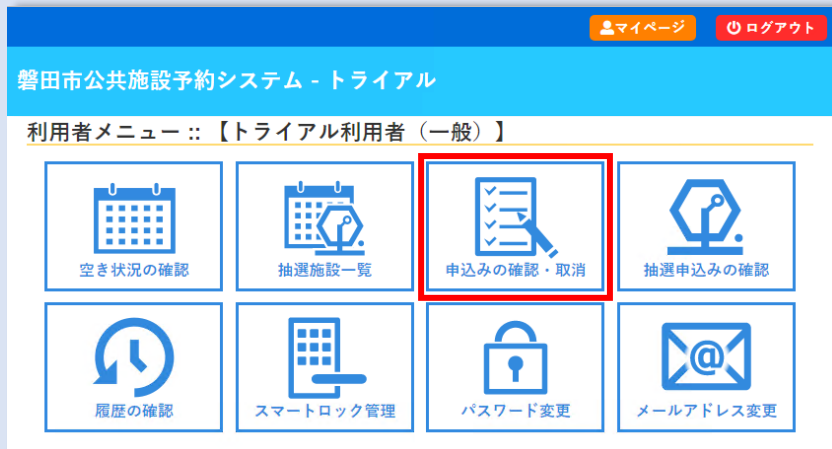 マイページ
ログアウト
磐田市公共施設予約システム - トライアル
利用者メニュー :: 【トライアル利用者（一般）】
空き状況の確認
抽選施設一覧
申込みの確認・取消
抽選申込みの確認
履歴の確認
スマートロック管理
パスワード変更
@
メールアドレス変更